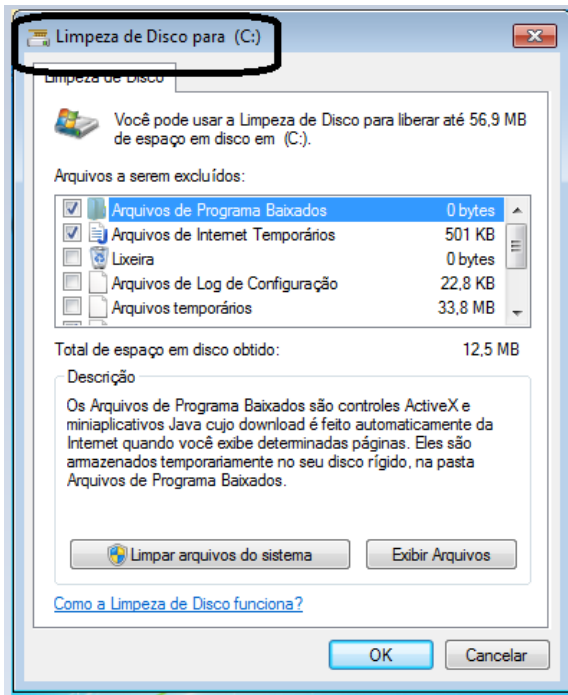 Limpeza de Disco para (C:)
Limpeza de Disco
Você pode usar a Limpeza de Disco para liberar até 56,9 MB
de espaço em disco em (C:).
Arquivos a serem excluídos:
Arquivos de Programa Baixados 0 bytes
Arquivos de Internet Temporários 501 KB
Lixeira 0 bytes
Arquivos de Log de Configuração 22,8 KB
Arquivos temporários 33,8 MB
Total de espaço em disco obtido: 12,5 MB
Descrição
Os Arquivos de Programa Baixados são controles ActiveX e
miniaplicativos Java cujo download é feito automaticamente da
Internet quando você exibe determinadas páginas. Eles são
armazenados temporariamente no seu disco rígido, na pasta
Arquivos de Programa Baixados.
Limpar arquivos do sistema Exibir Arquivos
Como a Limpeza de Disco funciona?
OK Cancelar